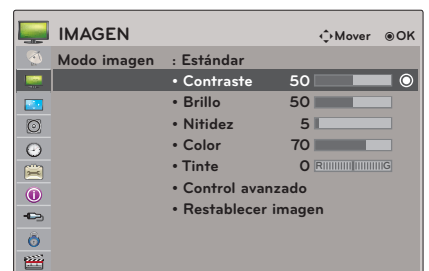 IMAGEN Mover OK
Modo imagen : Estándar
• Contraste 50
• Brillo 50
• Nitidez 5
• Color 70
• Tinte 0 R G
• Control avanzado
• Restablecer imagen